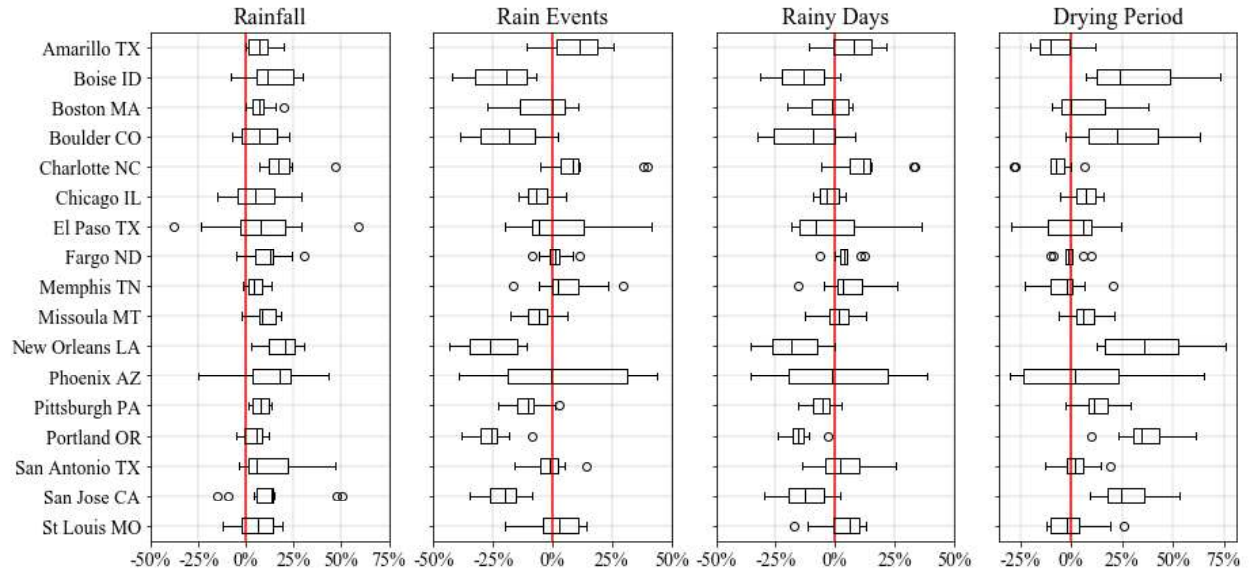 Rainfall Rain Events Rainy Days Drying Period
Amarillo TX
Boise ID
Boston MA
Boulder CO
Charlotte NC
Chicago IL
El Paso TX
Fargo ND
Memphis TN
Missoula MT
New Orleans LA
Phoenix AZ
Pittsburgh PA
Portland OR
San Antonio TX
San Jose CA
St Louis MO
-50% -25% 0% 25% 50% 75% -50% -25% 0% 25% 50% -50% -25% 0% 25% 50% -25% 0% 25% 50% 75%